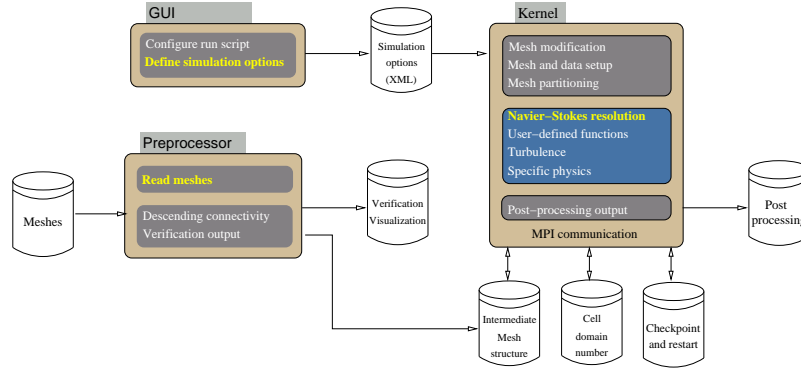 GUI
Configure run script
Define simulation options
Simulation
options
(XML)
Kernel
Mesh modification
Mesh and data setup
Mesh partitioning
Navier−Stokes resolution
User−defined functions
Turbulence
Specific physics
Post−processing output
MPI communication
Preprocessor
Read meshes
Descending connectivity
Verification output
Meshes
Verification
Visualization
Post
processing
Intermediate
Mesh
structure
Cell
domain
number
Checkpoint
and restart